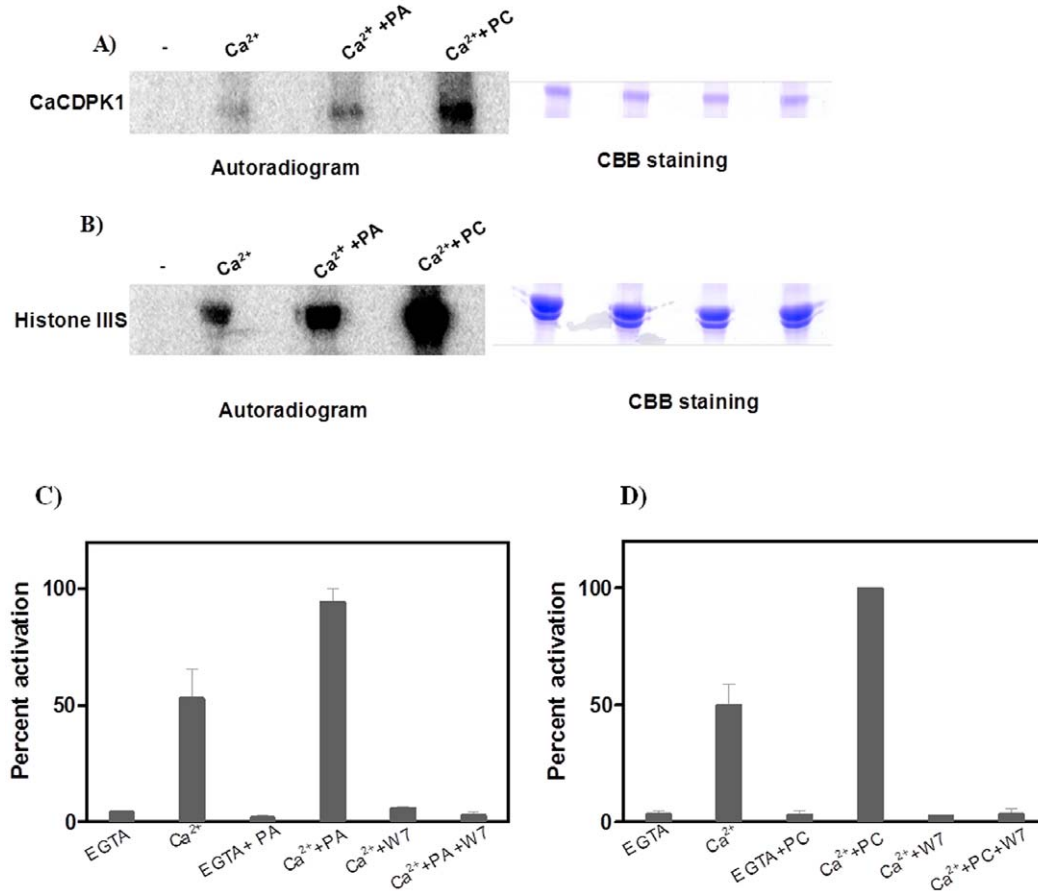 A)
-
Ca²⁺
Ca²⁺ +PA
Ca²⁺+PC
CaCDPK1
Autoradiogram
CBB staining
B)
-
Ca²⁺
Ca²⁺ +PA
Ca²⁺+PC
Histone IIIS
Autoradiogram
CBB staining
C)
Percent activation
100
50
0
EGTA
Ca²⁺
EGTA+ PA
Ca²⁺+PA
Ca²⁺+W7
Ca²⁺+PA+W7
D)
Percent activation
100
50
0
EGTA
Ca²⁺
EGTA+PC
Ca²⁺+PC
Ca²⁺+W7
Ca²⁺+PC+W7